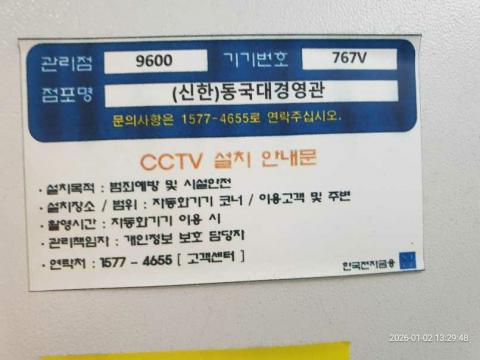 관리점 9600 기기번호 767V
점포명 (신한)동국대경영관
문의사항은 1577-4655로 연락주십시오.
CCTV 설치 안내문
· 설치목적 : 범죄예방 및 시설안전
· 설치장소 / 범위 : 자동화기기 코너 / 이용고객 및 주변
· 촬영시간 : 자동화기기 이용 시
· 관리책임자 : 개인정보 보호 담당자
· 연락처 : 1577 - 4655 [ 고객센터 ]
한국전자금융
2026-01-02 13:29:48